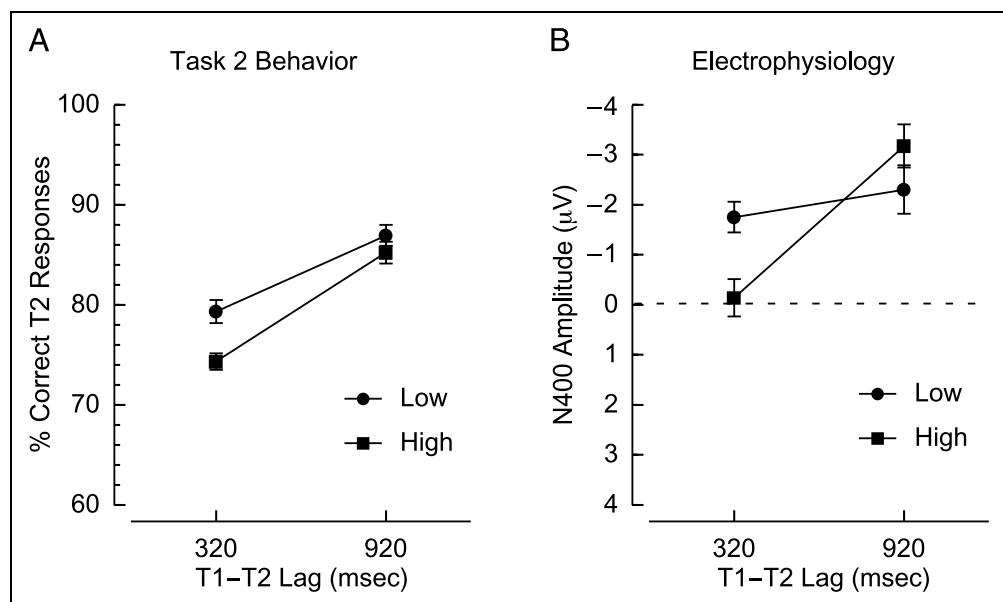 A
Task 2 Behavior
% Correct T2 Responses
100
90
80
70
60
Low
High
320
920
T1–T2 Lag (msec)
B
Electrophysiology
N400 Amplitude (μV)
–4
–3
–2
–1
0
1
2
3
4
Low
High
320
920
T1–T2 Lag (msec)